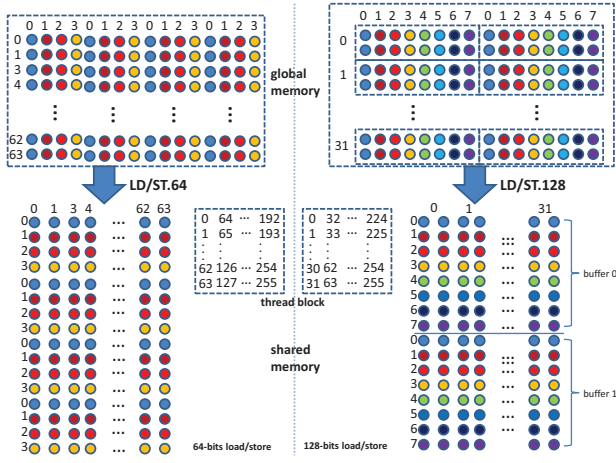 0 1 2 3 0 1 2 3 0 1 2 3 0 1 2 3
0
1
3
4
62
63
global
memory
0 1 2 3 4 5 6 7 0 1 2 3 4 5 6 7
0
1
31
LD/ST.64
LD/ST.128
0 1 3 4 ... 62 63
0
1
2
3
0
1
2
3
0
1
2
3
0
1
2
3
0 64 ... 192
1 65 ... 193
62 126 ... 254
63 127 ... 255
0 32 ... 224
1 33 ... 225
30 62 ... 254
31 63 ... 255
thread block
shared
memory
0 1 31
0
1
2
3
4
5
6
7
buffer 0
0
1
2
3
4
5
6
7
buffer 1
64-bits load/store
128-bits load/store